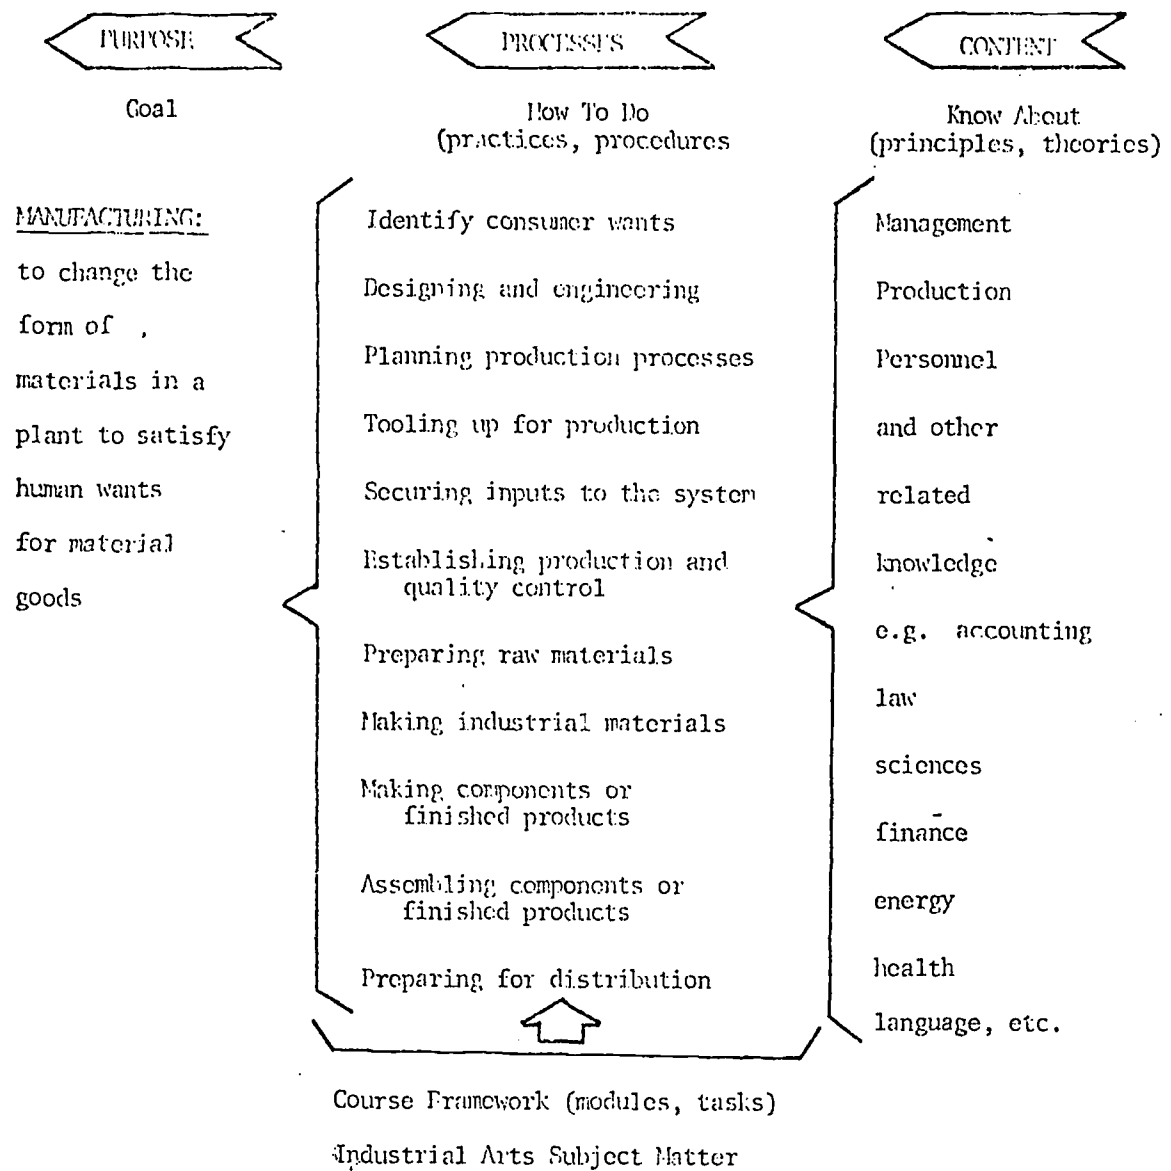 PURPOSE
Goal
MANUFACTURING:
to change the
form of ,
materials in a
plant to satisfy
human wants
for material
goods
PROCESSES
How To Do
(practices, procedures
Identify consumer wants
Designing and engineering
Planning production processes
Tooling up for production
Securing inputs to the system
Establishing production and
quality control
Preparing raw materials
Making industrial materials
Making components or
finished products
Assembling components or
finished products
Preparing for distribution
CONTENT
Know About
(principles, theories)
Management
Production
Personnel
and other
related
knowledge
e.g. accounting
law
sciences
finance
energy
health
language, etc.
Course Framework (modules, tasks)
Industrial Arts Subject Matter